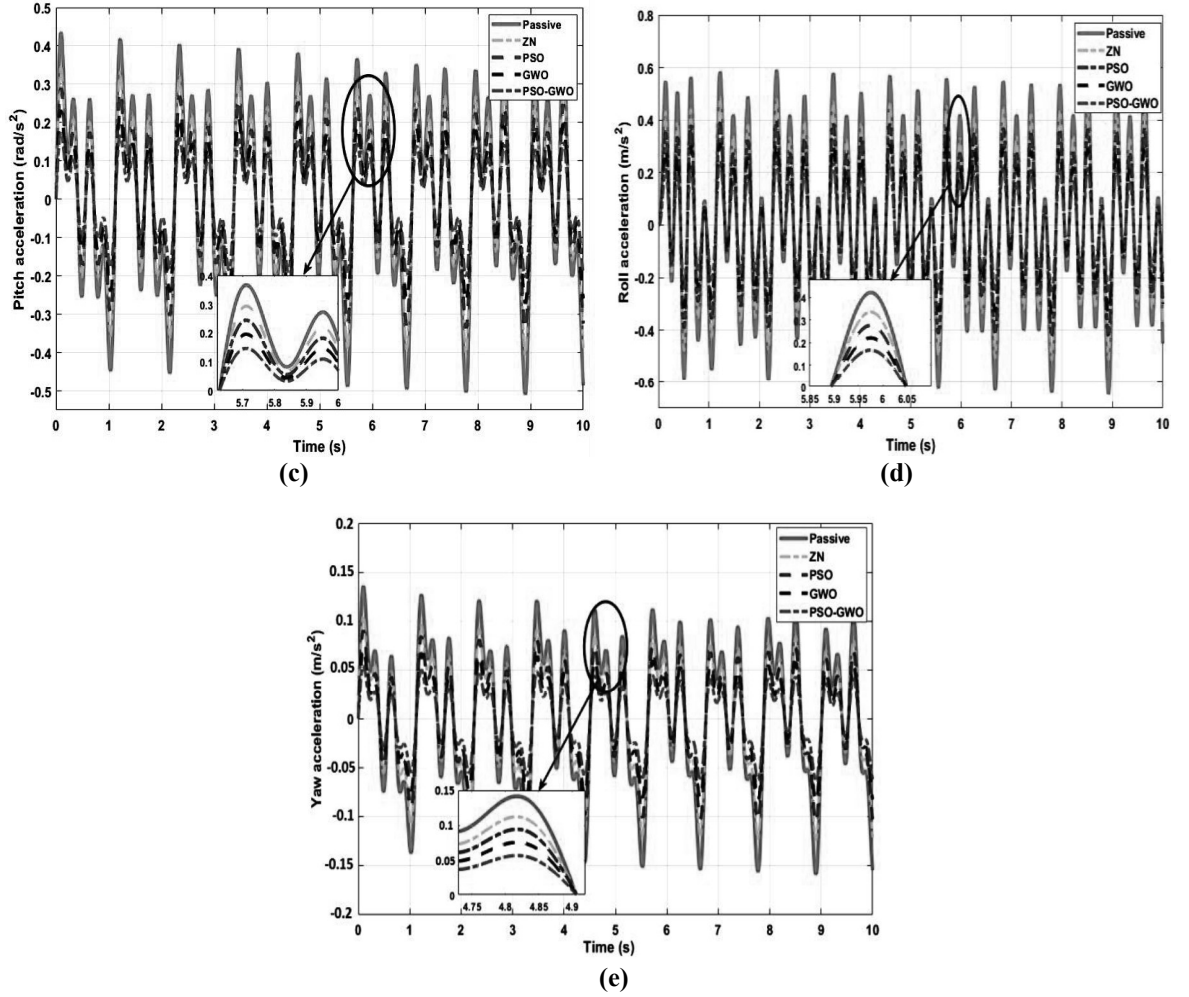 Pitch acceleration (rad/s²)
0.5
0.4
0.3
0.2
0.1
0
-0.1
-0.2
-0.3
-0.4
-0.5
Passive
ZN
PSO
GWO
PSO-GWO
0.4
0.3
0.2
0.1
0
5.7 5.8 5.9 6
0 1 2 3 4 5 6 7 8 9 10
Time (s)
(c)
Roll acceleration (m/s²)
0.8
0.6
0.4
0.2
0
-0.2
-0.4
-0.6
Passive
ZN
PSO
GWO
PSO-GWO
0.4
0.3
0.2
0.1
0
5.85 5.9 5.95 6 6.05
0 1 2 3 4 5 6 7 8 9 10
Time (s)
(d)
Yaw acceleration (m/s²)
0.2
0.15
0.1
0.05
0
-0.05
-0.1
-0.15
-0.2
Passive
ZN
PSO
GWO
PSO-GWO
0.15
0.1
0.05
0
4.75 4.8 4.85 4.9
0 1 2 3 4 5 6 7 8 9 10
Time (s)
(e)